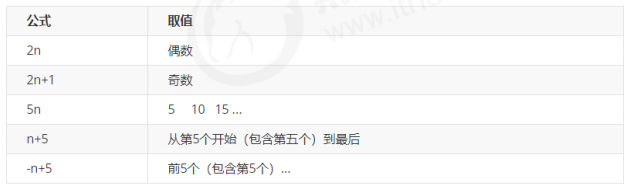 公式 取值
2n 偶数
2n+1 奇数
5n 5 10 15 ...
n+5 从第5个开始（包含第五个）到最后
-n+5 前5个（包含第5个）...